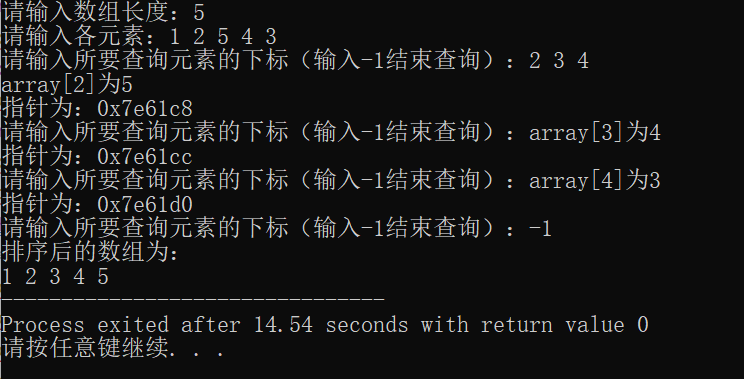 请输入数组长度：5
请输入各元素：1 2 5 4 3
请输入所要查询元素的下标（输入-1结束查询）：2 3 4
array[2]为5
指针为：0x7e61c8
请输入所要查询元素的下标（输入-1结束查询）：array[3]为4
指针为：0x7e61cc
请输入所要查询元素的下标（输入-1结束查询）：array[4]为3
指针为：0x7e61d0
请输入所要查询元素的下标（输入-1结束查询）：-1
排序后的数组为：
1 2 3 4 5
--------------------------------
Process exited after 14.54 seconds with return value 0
请按任意键继续. . .